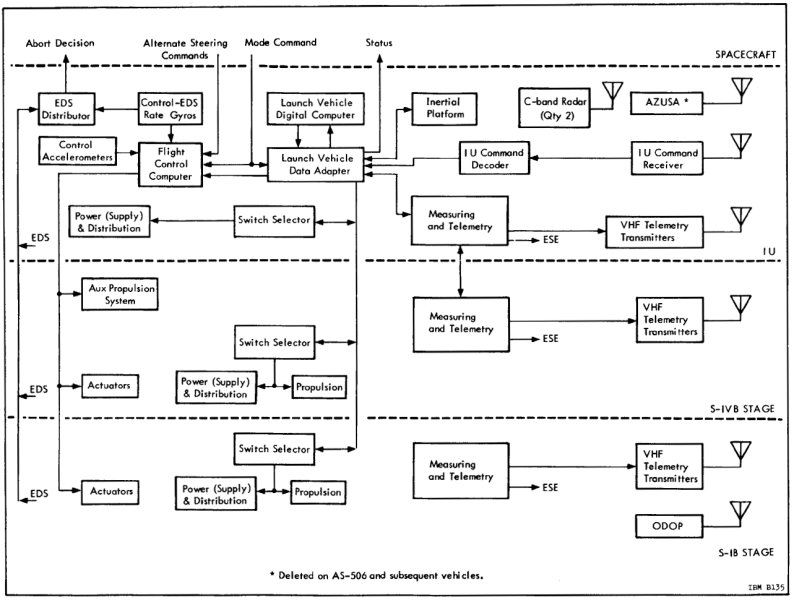 Abort Decision
Alternate Steering
Commands
Mode Command
Status
SPACECRAFT
EDS
Distributor
Control-EDS
Rate Gyros
Launch Vehicle
Digital Computer
Inertial
Platform
C-band Radar
(Qty 2)
AZUSA *
Control
Accelerometers
Flight
Control
Computer
Launch Vehicle
Data Adapter
IU Command
Decoder
IU Command
Receiver
Power (Supply)
& Distribution
Switch Selector
Measuring
and Telemetry
ESE
VHF Telemetry
Transmitters
EDS
IU
Aux Propulsion
System
Measuring
and Telemetry
ESE
VHF
Telemetry
Transmitters
Switch Selector
Actuators
Power (Supply)
& Distribution
Propulsion
EDS
S-IVB STAGE
Switch Selector
Measuring
and Telemetry
ESE
VHF
Telemetry
Transmitters
EDS
Actuators
Power (Supply)
& Distribution
Propulsion
ODOP
S-IB STAGE
* Deleted on AS-506 and subsequent vehicles.
IBM B135